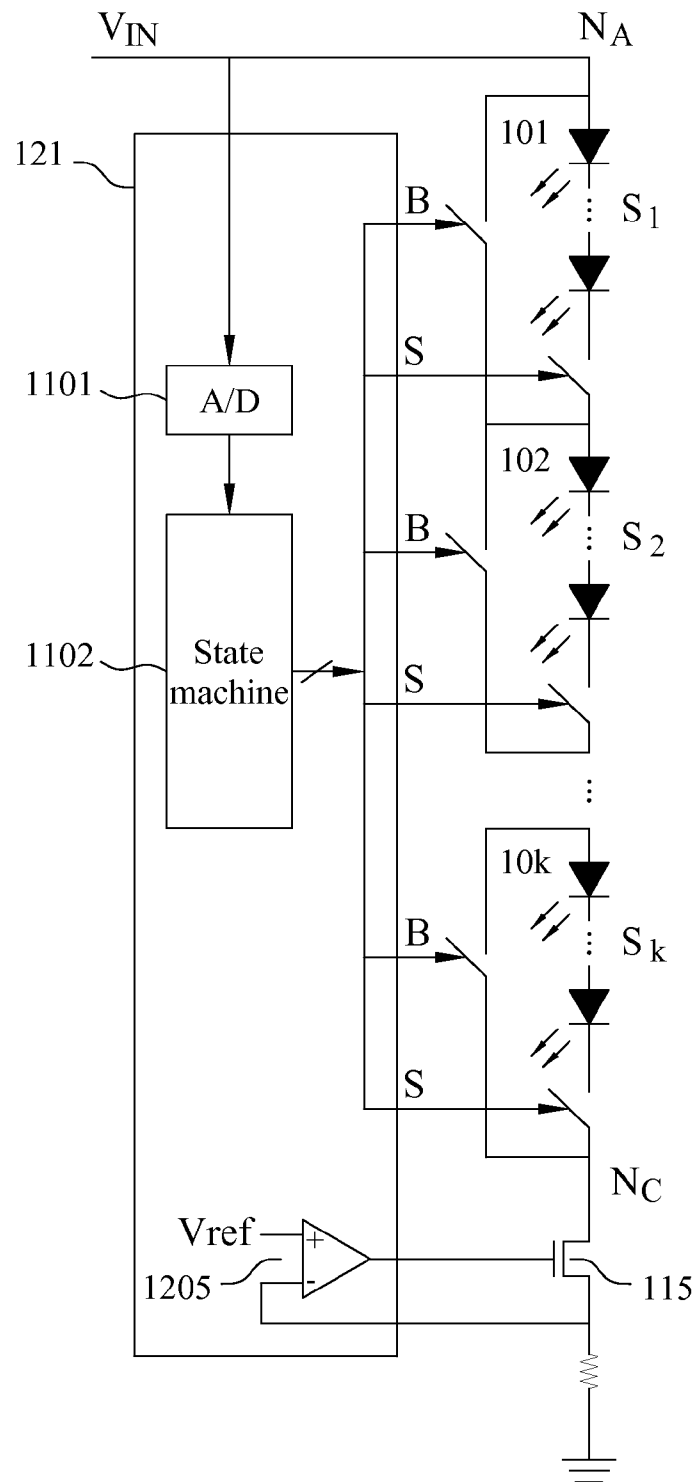 V_IN N_A
121
101
B
S_1
S
1101
A/D
102
B
S_2
1102
State
machine
S
...
10k
B
S_k
S
N_C
Vref
+
-
1205
115